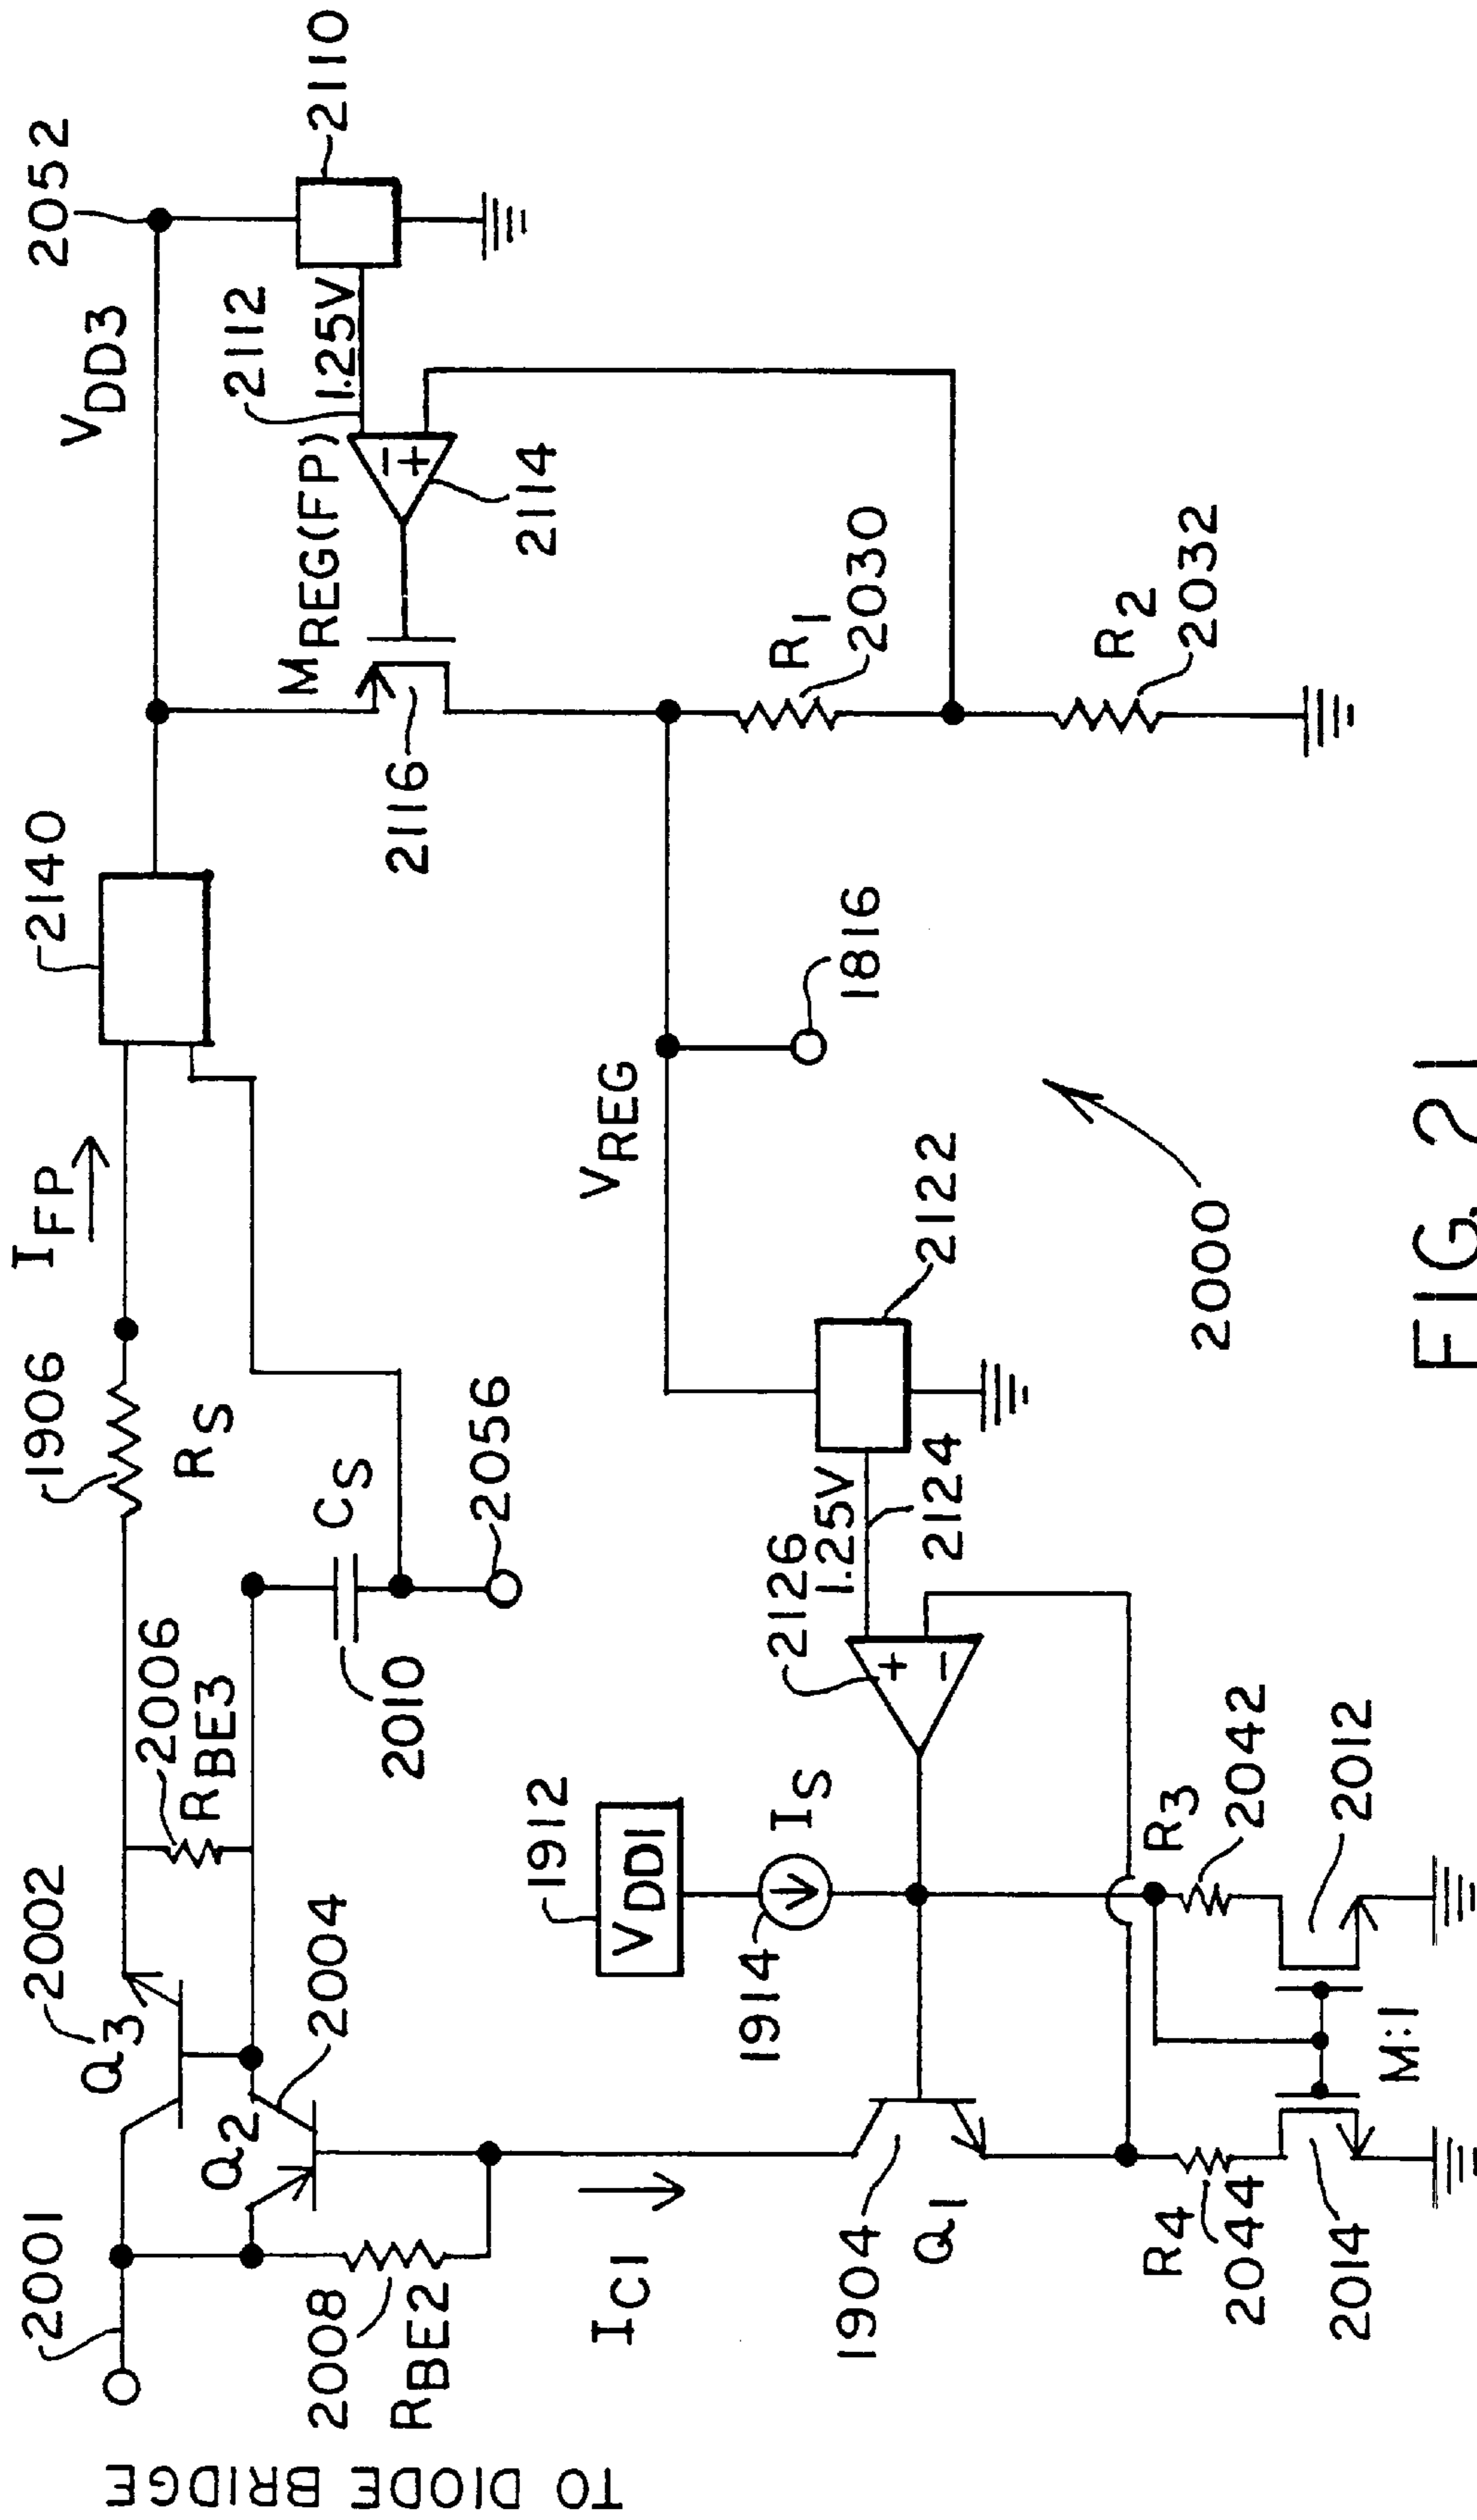 TO DIODE BRIDGE
2001
2002
Q3
Q2
2004
2006
RBE3
1906
RS
IFP
2140
VDD3
2052
2008
RBE2
IC1
2010
CS
2056
2112
1.25V
2110
MREG(FP)
2114
2116
VREG
1816
R1
2030
R2
2032
1912
VDD1
1914
IS
2126
1.25V
2124
2122
1904
Q1
+
−
−
+
R3
2042
2012
R4
2044
2014
M:1
2000
FIG. 21